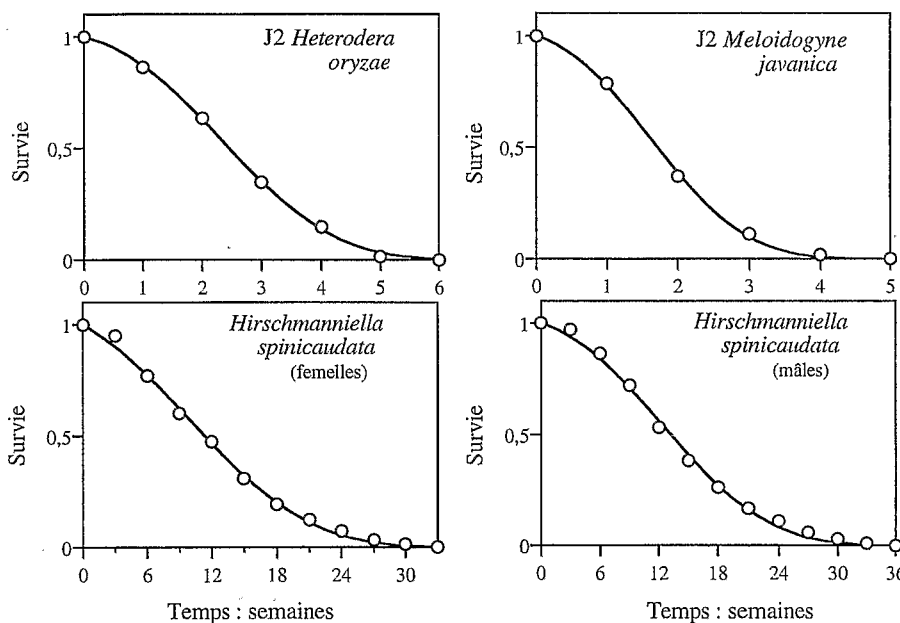 J2 Heterodera
oryzae
Survie
1
0,5
0
0 1 2 3 4 5 6
J2 Meloidogyne
javanica
Survie
1
0,5
0
0 1 2 3 4 5
Hirschmanniella
spinicaudata
(femelles)
Survie
1
0,5
0
0 6 12 18 24 30
Temps : semaines
Hirschmanniella
spinicaudata
(mâles)
Survie
1
0,5
0
0 6 12 18 24 30 36
Temps : semaines